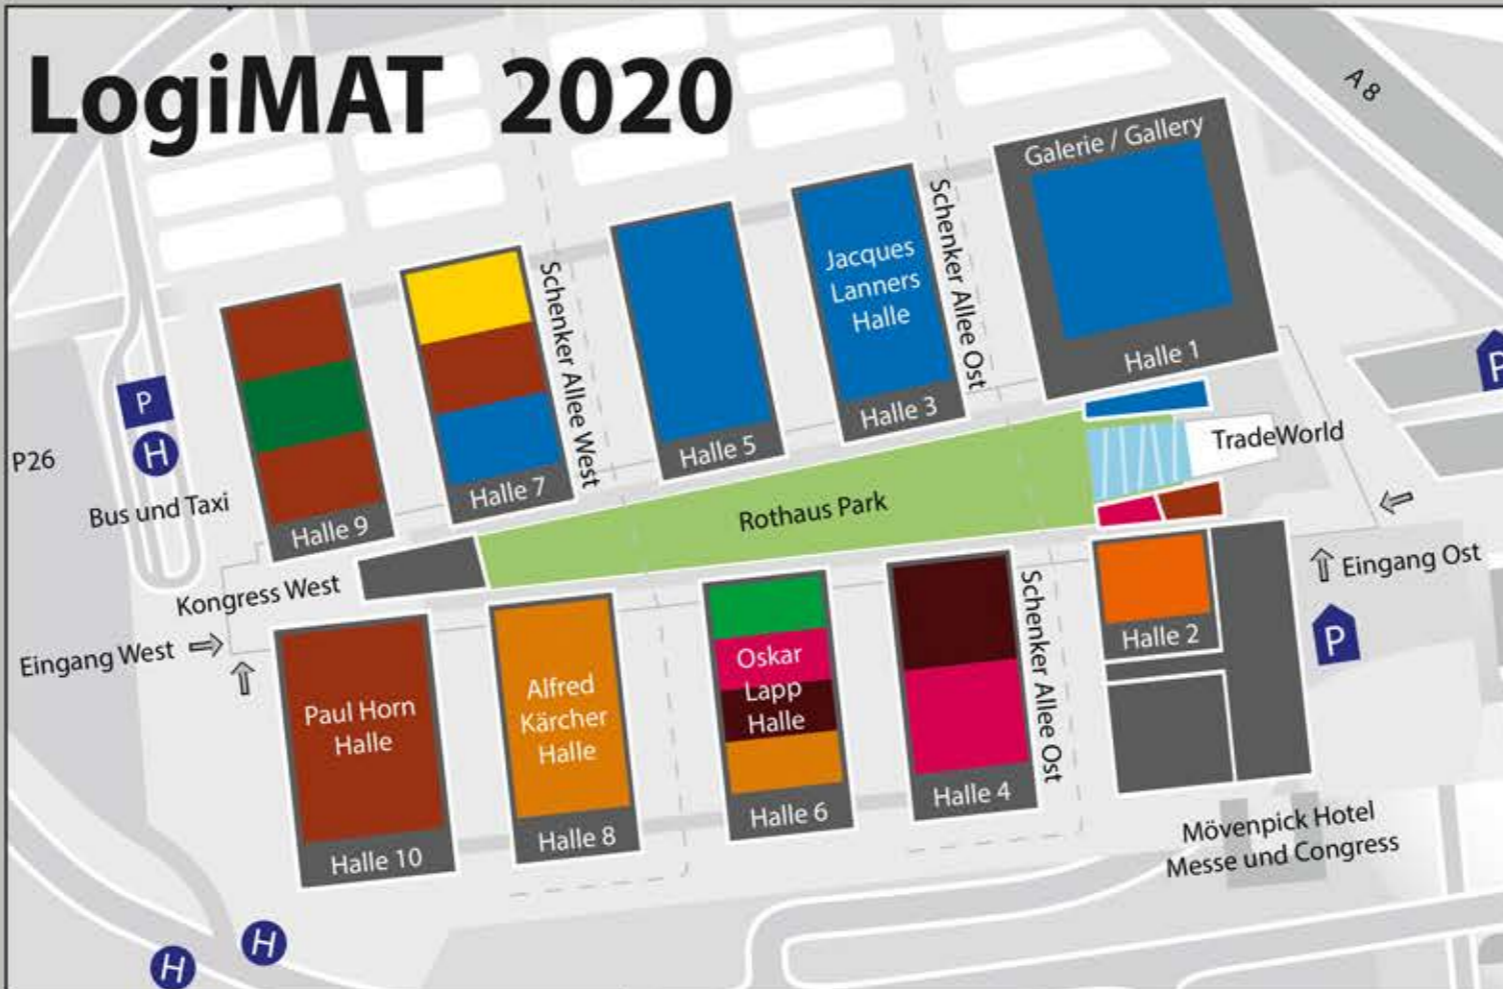 LogiMAT 2020
A 8
Galerie / Gallery
Halle 1
Schenker Allee Ost
Jacques
Lanners
Halle
Halle 3
Halle 5
Schenker Allee West
Halle 7
Halle 9
P
H
P26
Bus und Taxi
P
TradeWorld
Rothaus Park
Kongress West
Eingang West
Eingang Ost
P
Paul Horn
Halle
Halle 10
Alfred
Kärcher
Halle
Halle 8
Oskar
Lapp
Halle
Halle 6
Halle 4
Schenker Allee Ost
Halle 2
Mövenpick Hotel
Messe und Congress
H
H